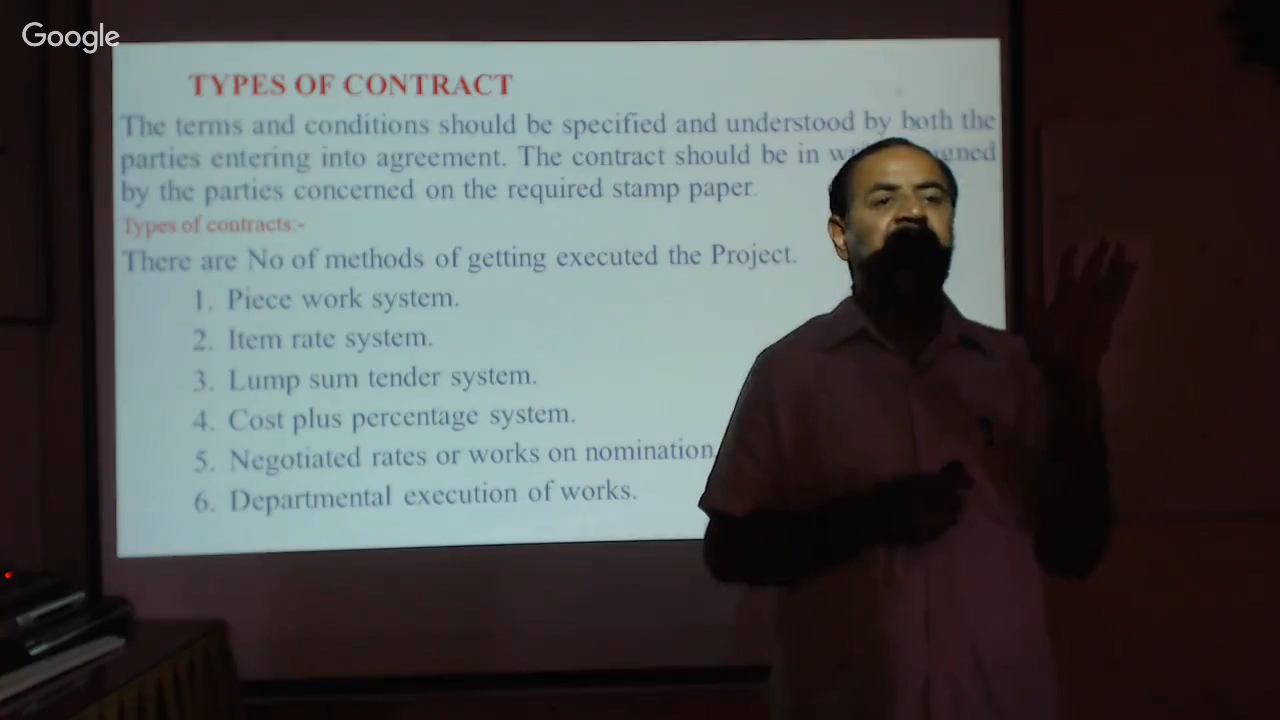 Google
TYPES OF CONTRACT
The terms and conditions should be specified and understood by both the
parties entering into agreement. The contract should be in
by the parties concerned on the required stamp paper.
Types of contracts:-
There are No of methods of getting executed the Project.
1. Piece work system.
2. Item rate system.
3. Lump sum tender system.
4. Cost plus percentage system.
5. Negotiated rates or works on nomination
6. Departmental execution of works.